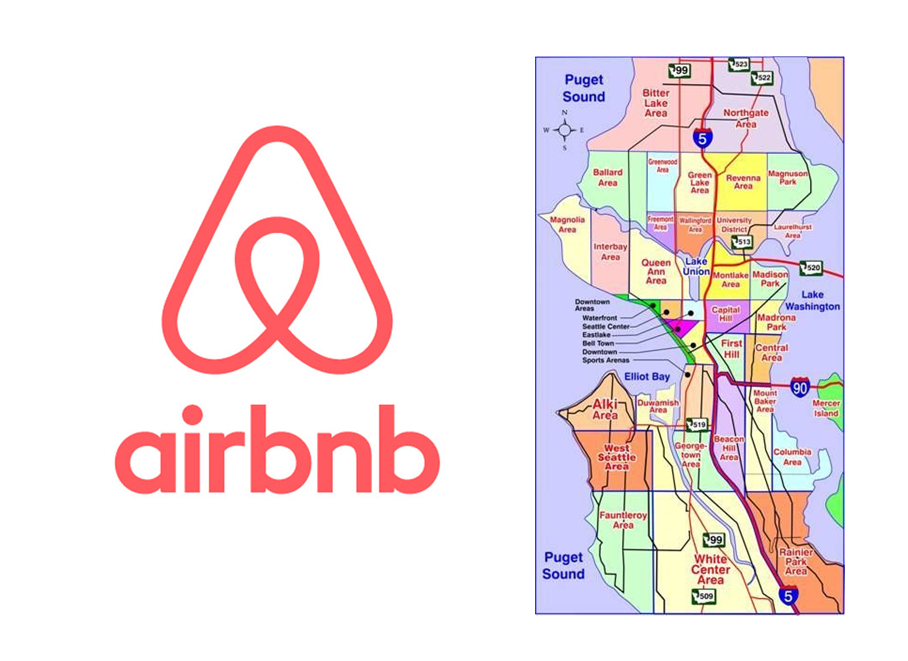 airbnb
Puget
Sound
99
523
522
Bitter
Lake
Area
Northgate
Area
N
W E
S
5
Ballard
Area
Greenwood
Area
Green
Lake
Area
Revenna
Area
Magnuson
Park
Magnolia
Area
Fremont
Area
Wallingford
Area
University
District
Laurelhurst
Area
513
Interbay
Area
Queen
Ann
Area
Lake
Union
520
Montlake
Area
Madison
Park
Lake
Washington
Downtown
Areas
Waterfront
Seattle Center
Eastlake
Bell Town
Downtown
Sports Arenas
Capital
Hill
Madrona
Park
First
Hill
Central
Area
Elliot Bay
90
Mercer
Island
Alki
Area
Duwamish
Area
Mount
Baker
Area
519
West
Seattle
Area
George-
town
Area
Beacon
Hill
Area
Columbia
Area
Fauntleroy
Area
99
Puget
Sound
White
Center
Area
Rainier
Park
Area
509
5